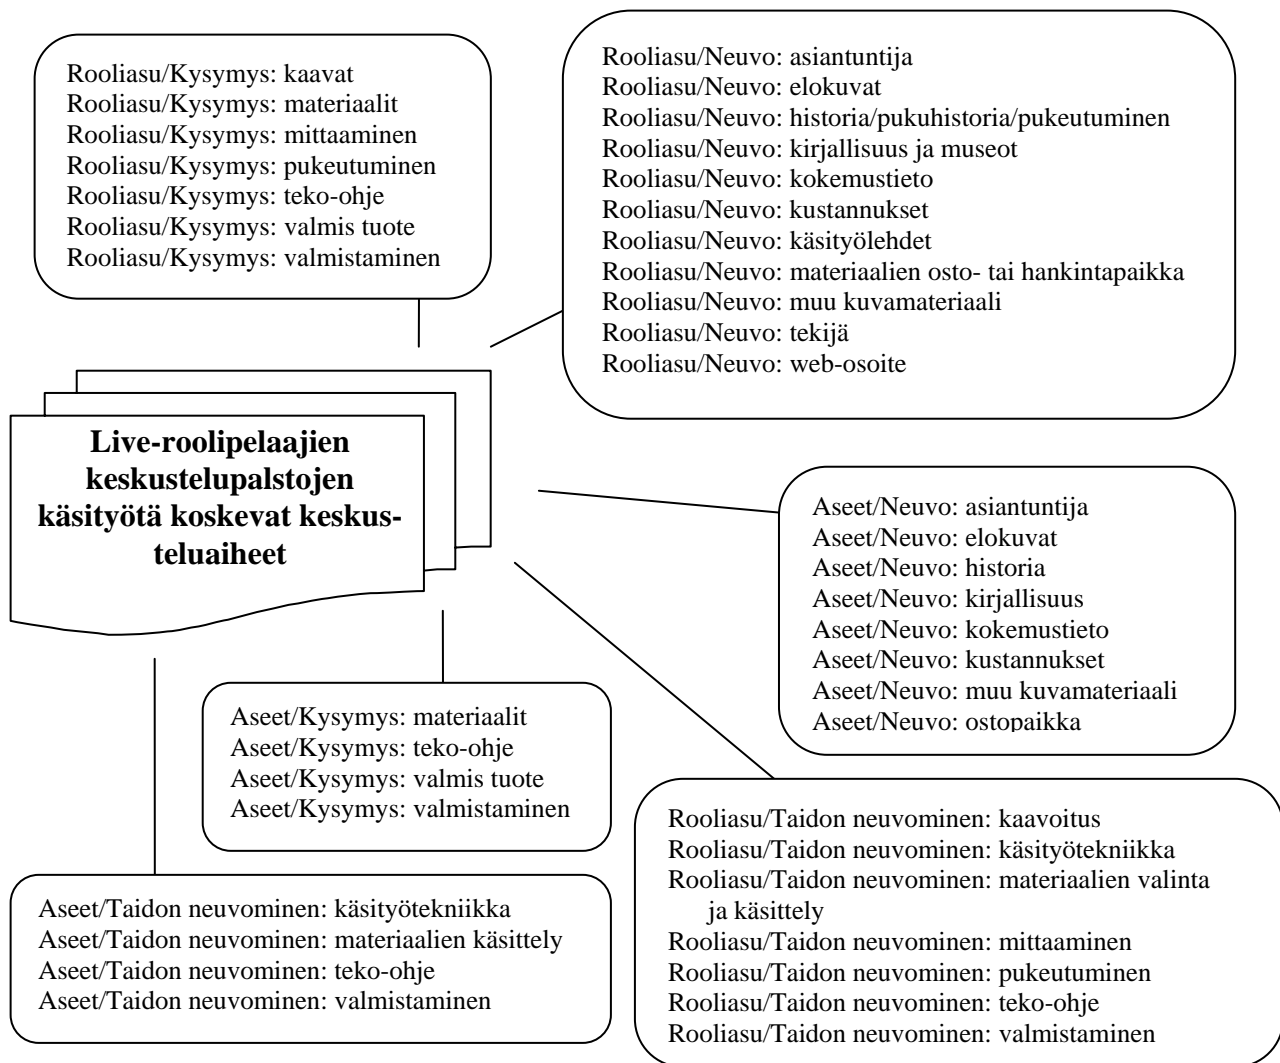 Rooliasu/Kysymys: kaavat
Rooliasu/Kysymys: materiaalit
Rooliasu/Kysymys: mittaaminen
Rooliasu/Kysymys: pukeutuminen
Rooliasu/Kysymys: teko-ohje
Rooliasu/Kysymys: valmis tuote
Rooliasu/Kysymys: valmistaminen
Rooliasu/Neuvo: asiantuntija
Rooliasu/Neuvo: elokuvat
Rooliasu/Neuvo: historia/pukuhistoria/pukeutuminen
Rooliasu/Neuvo: kirjallisuus ja museot
Rooliasu/Neuvo: kokemustieto
Rooliasu/Neuvo: kustannukset
Rooliasu/Neuvo: käsityölehdet
Rooliasu/Neuvo: materiaalien osto- tai hankintapaikka
Rooliasu/Neuvo: muu kuvamateriaali
Rooliasu/Neuvo: tekijä
Rooliasu/Neuvo: web-osoite
Live-roolipelaajien
keskustelupalstojen
käsityötä koskevat keskus-
teluaiheet
Aseet/Neuvo: asiantuntija
Aseet/Neuvo: elokuvat
Aseet/Neuvo: historia
Aseet/Neuvo: kirjallisuus
Aseet/Neuvo: kokemustieto
Aseet/Neuvo: kustannukset
Aseet/Neuvo: muu kuvamateriaali
Aseet/Neuvo: ostopaikka
Aseet/Kysymys: materiaalit
Aseet/Kysymys: teko-ohje
Aseet/Kysymys: valmis tuote
Aseet/Kysymys: valmistaminen
Rooliasu/Taidon neuvominen: kaavoitus
Rooliasu/Taidon neuvominen: käsityötekniikka
Rooliasu/Taidon neuvominen: materiaalien valinta
ja käsittely
Rooliasu/Taidon neuvominen: mittaaminen
Rooliasu/Taidon neuvominen: pukeutuminen
Rooliasu/Taidon neuvominen: teko-ohje
Rooliasu/Taidon neuvominen: valmistaminen
Aseet/Taidon neuvominen: käsityötekniikka
Aseet/Taidon neuvominen: materiaalien käsittely
Aseet/Taidon neuvominen: teko-ohje
Aseet/Taidon neuvominen: valmistaminen